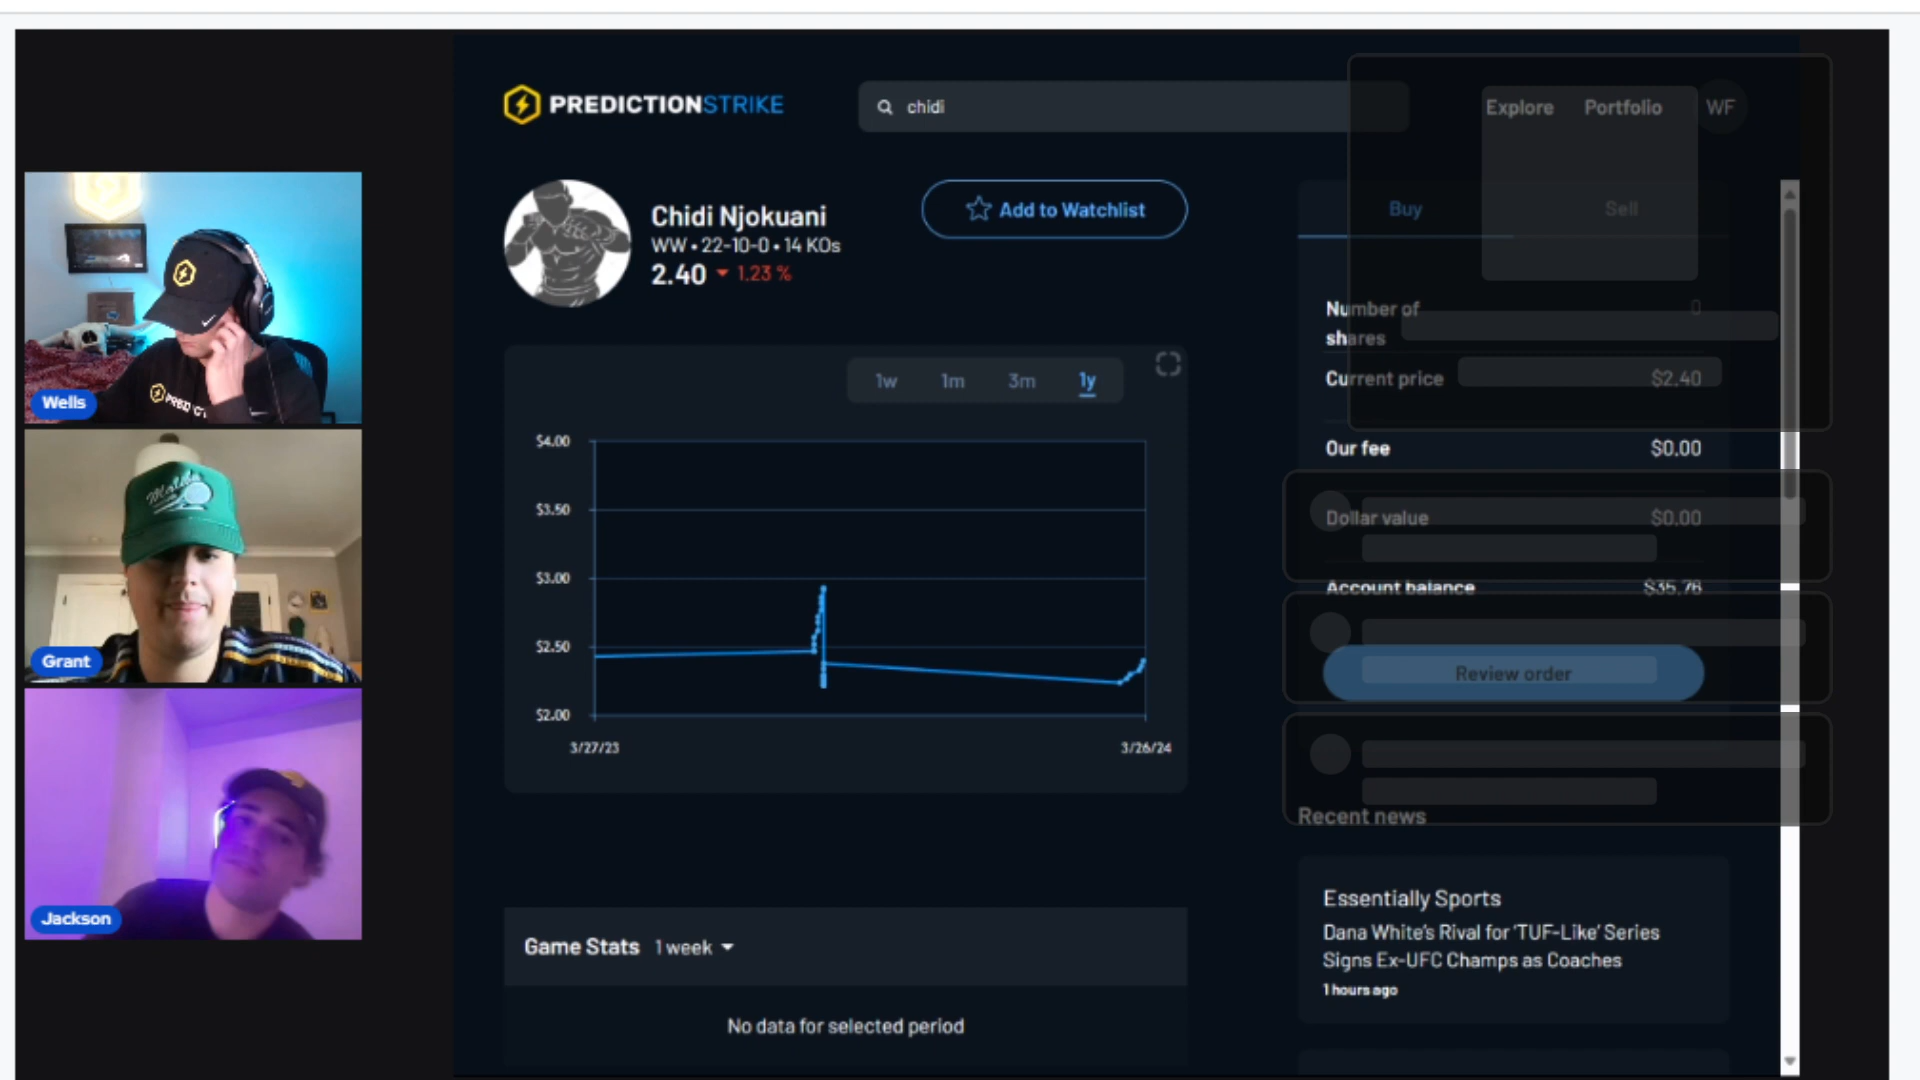 PREDICTIONSTRIKE
chidi
Explore Portfolio WF
Chidi Njokuani
WW • 22-10-0 • 14 KOs
2.40 1.23 %
Add to Watchlist
Buy Sell
Number of shares 0
Current price $2.40
Our fee $0.00
Dollar value $0.00
Account balance $35.76
Review order
1w 1m 3m 1y
$4.00
$3.50
$3.00
$2.50
$2.00
3/27/23 3/26/24
Wells
Grant
Jackson
Game Stats 1 week
No data for selected period
Recent news
Essentially Sports
Dana White's Rival for 'TUF-Like' Series
Signs Ex-UFC Champs as Coaches
1 hours ago